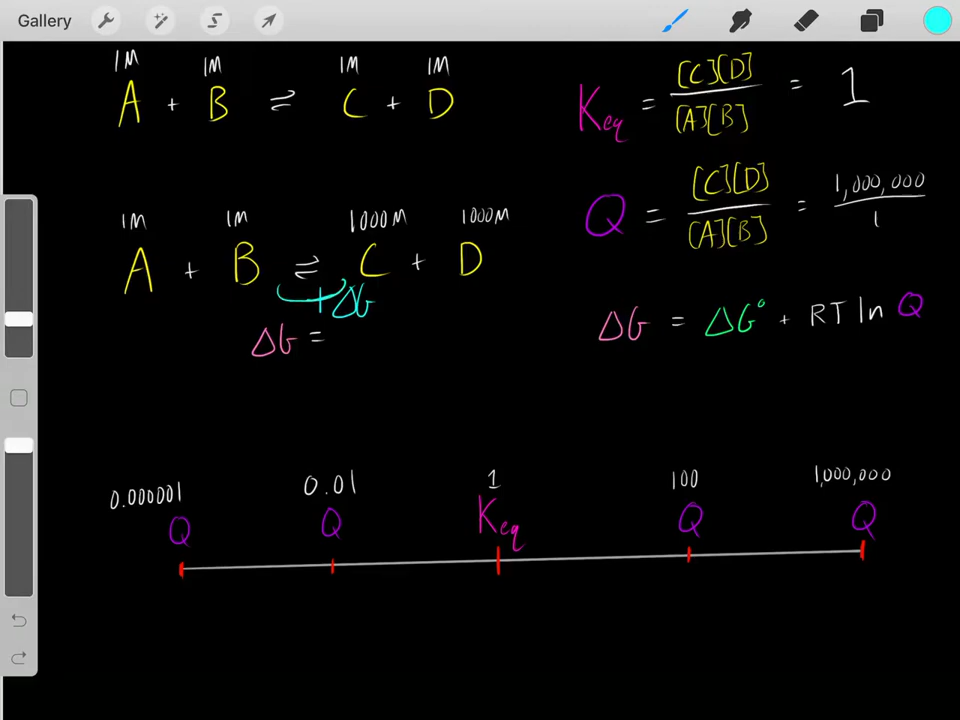 Gallery
1M 1M 1M 1M
A + B ⇌ C + D
Keq = [C][D] / [A][B] = 1
1M 1M 1000M 1000M
A + B ⇌ C + D
Q = [C][D] / [A][B] = 1,000,000 / 1
+ΔG
ΔG =
ΔG = ΔG° + RT ln Q
0.000001 0.01 1 100 1,000,000
Q Q Keq Q Q